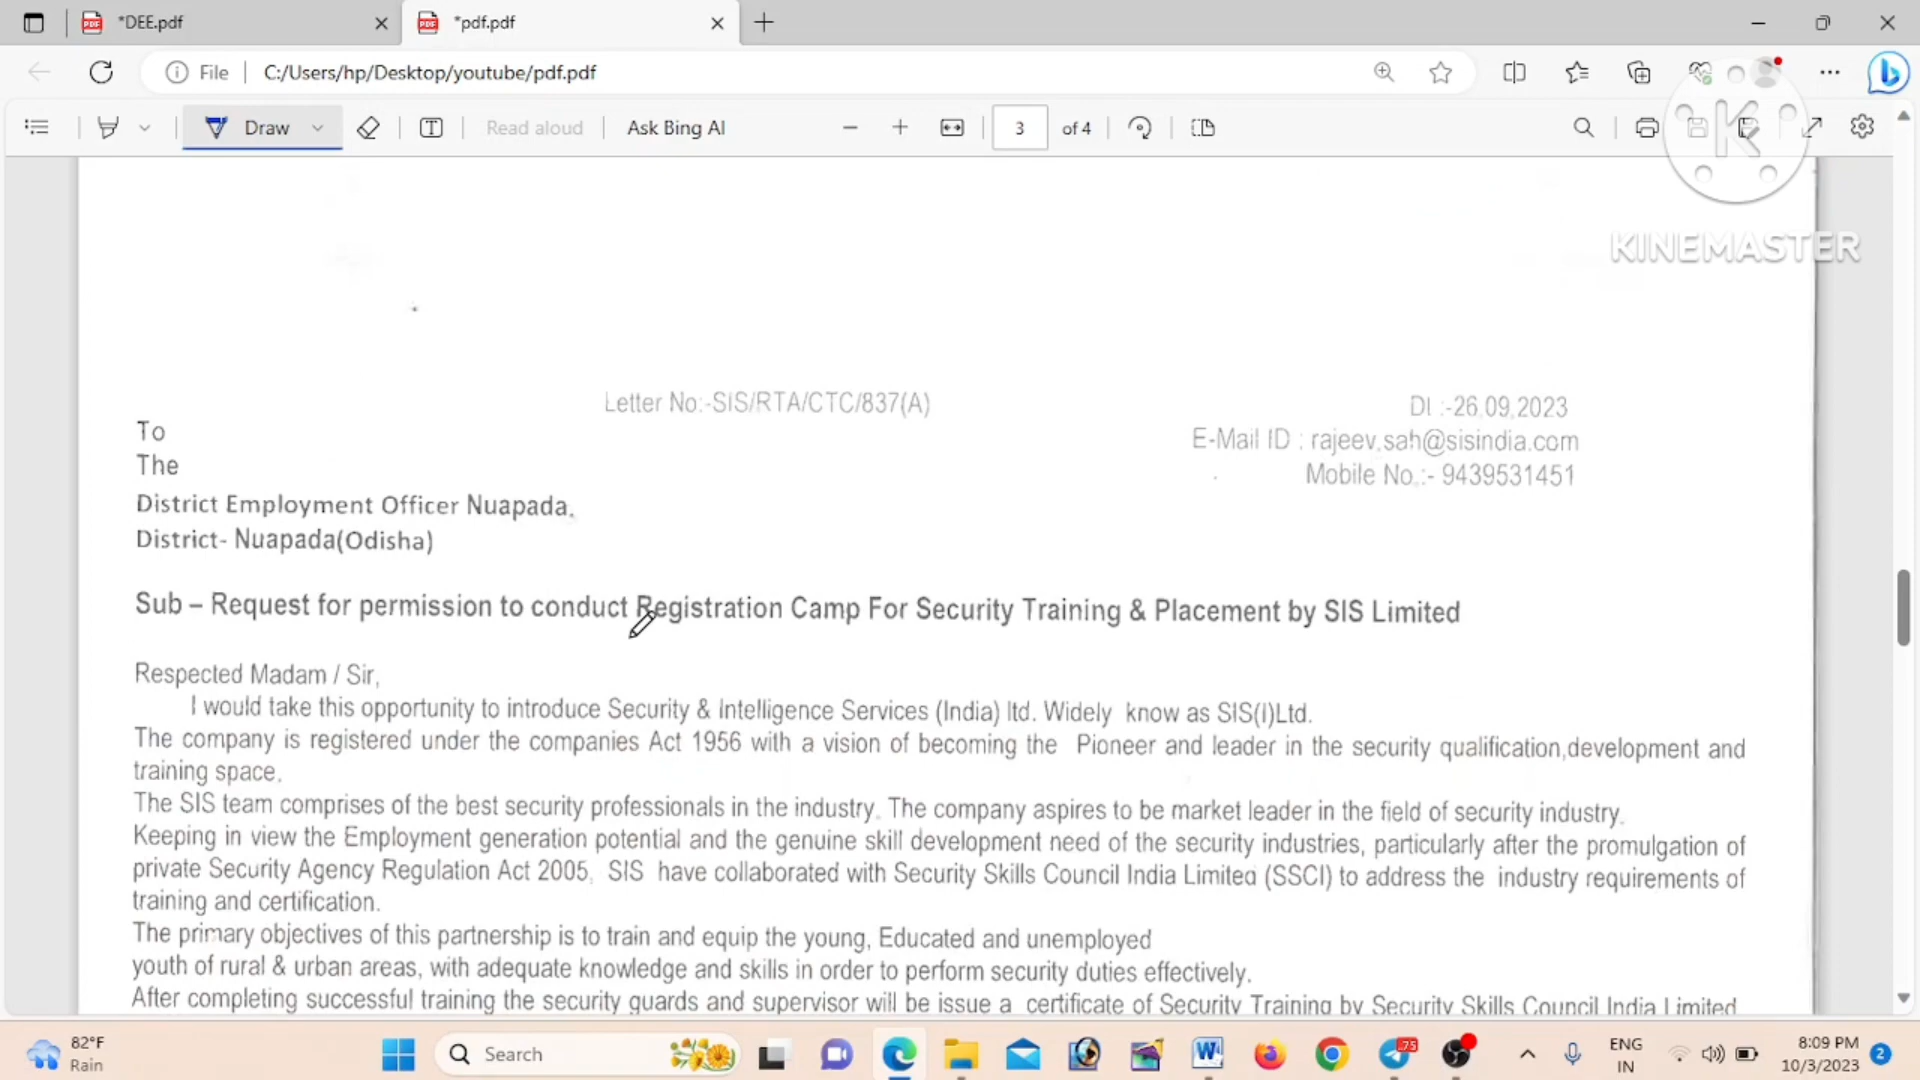 *DEE.pdf
*pdf.pdf
File
C:/Users/hp/Desktop/youtube/pdf.pdf
Draw
Read aloud
Ask Bing AI
3
of 4
KINEMASTER
Letter No:-SIS/RTA/CTC/837(A)
Dl :-26.09.2023
To
E-Mail ID : rajeev.sah@sisindia.com
The
Mobile No.:- 9439531451
District Employment Officer Nuapada.
District- Nuapada(Odisha)
Sub – Request for permission to conduct Registration Camp For Security Training & Placement by SIS Limited
Respected Madam / Sir,
I would take this opportunity to introduce Security & Intelligence Services (India) ltd. Widely know as SIS(I)Ltd.
The company is registered under the companies Act 1956 with a vision of becoming the Pioneer and leader in the security qualification,development and
training space.
The SIS team comprises of the best security professionals in the industry. The company aspires to be market leader in the field of security industry.
Keeping in view the Employment generation potential and the genuine skill development need of the security industries, particularly after the promulgation of
private Security Agency Regulation Act 2005, SIS have collaborated with Security Skills Council India Limited (SSCI) to address the industry requirements of
training and certification.
The primary objectives of this partnership is to train and equip the young, Educated and unemployed
youth of rural & urban areas, with adequate knowledge and skills in order to perform security duties effectively.
After completing successful training the security guards and supervisor will be issue a certificate of Security Training by Security Skills Council India Limited
82°F
Rain
Search
75
ENG
IN
8:09 PM
10/3/2023
2